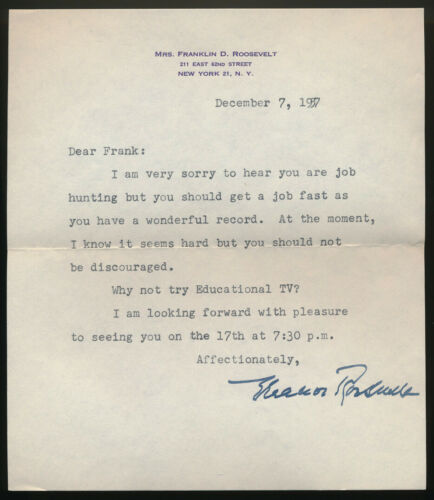 MRS. FRANKLIN D. ROOSEVELT
211 EAST 62ND STREET
NEW YORK 21, N. Y.
December 7, 1957
Dear Frank:
I am very sorry to hear you are job
hunting but you should get a job fast as
you have a wonderful record. At the moment,
I know it seems hard but you should not
be discouraged.
Why not try Educational TV?
I am looking forward with pleasure
to seeing you on the 17th at 7:30 p.m.
Affectionately,
Eleanor Roosevelt